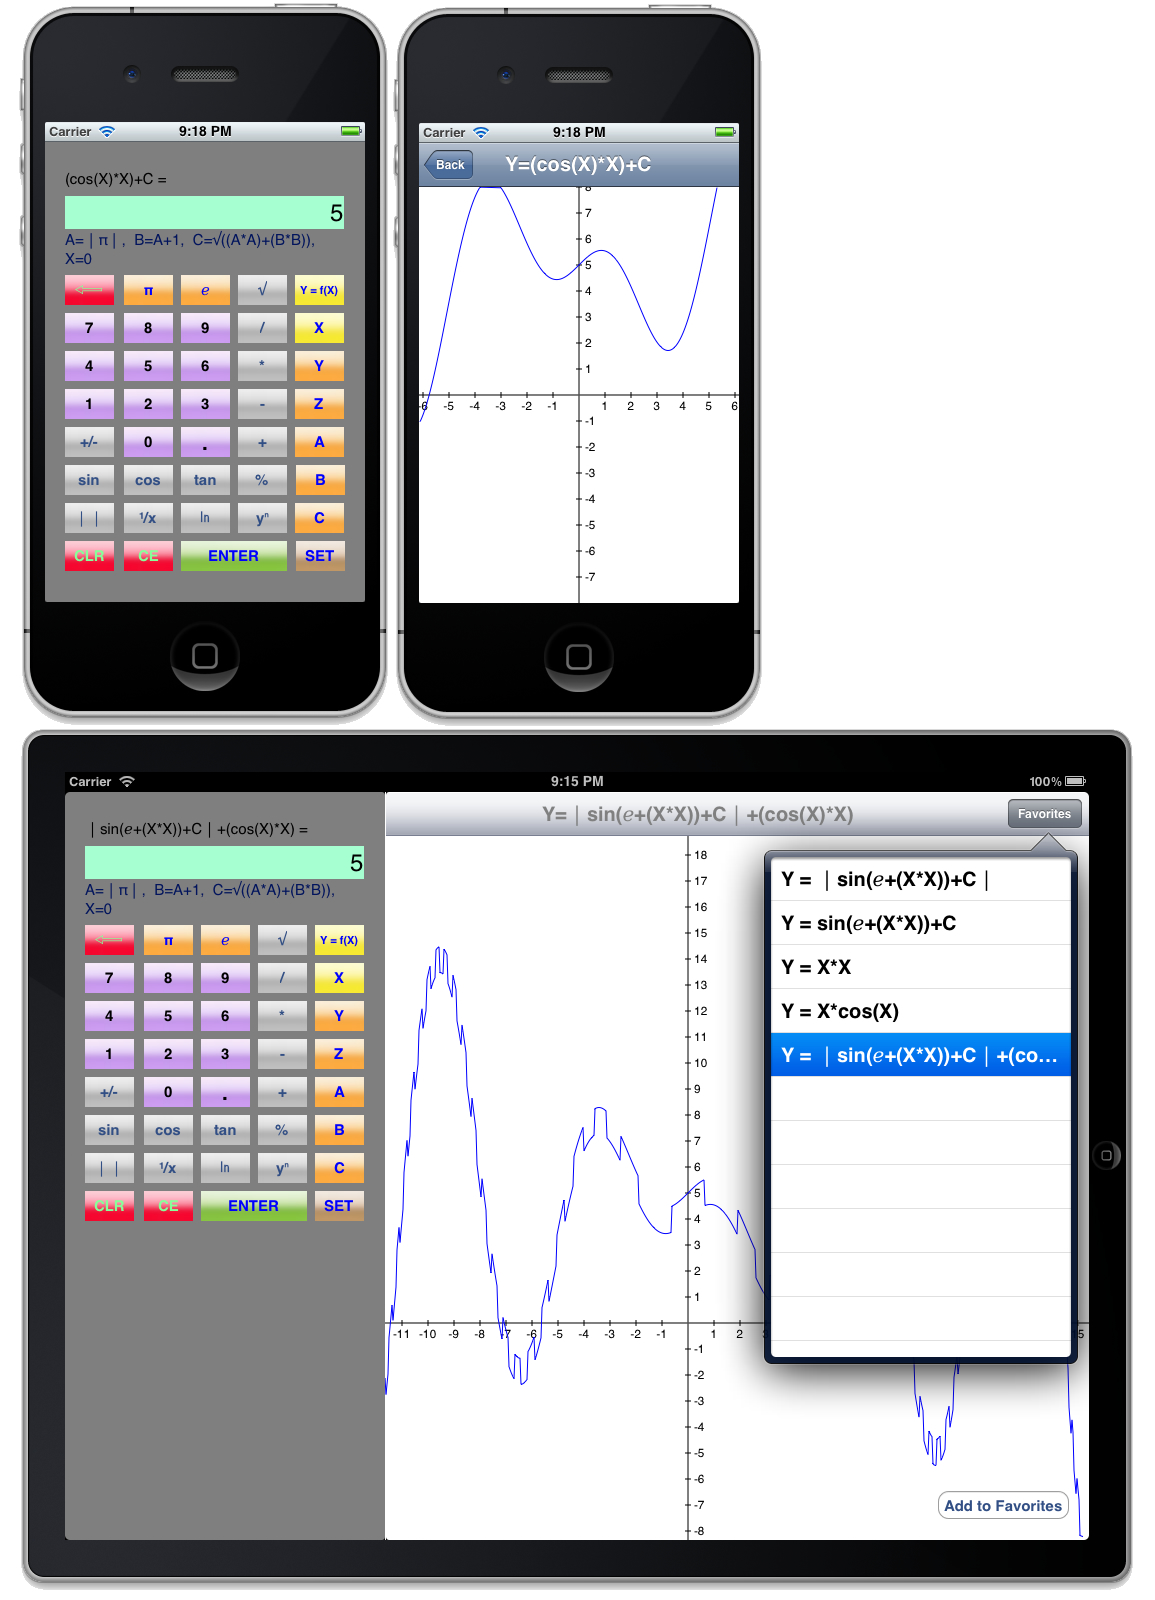 Carrier 9:18 PM
(cos(X)*X)+C =
5
A=｜π｜, B=A+1, C=√((A*A)+(B*B)),
X=0
π ℯ √ Y = f(X)
7 8 9 / X
4 5 6 * Y
1 2 3 - Z
+/- 0 . + A
sin cos tan % B
| | ¹/x ln yⁿ C
CLR CE ENTER SET
Carrier 9:18 PM
Back Y=(cos(X)*X)+C
8
7
6
5
4
3
2
1
-6 -5 -4 -3 -2 -1 1 2 3 4 5 6
-1
-2
-3
-4
-5
-6
-7
Carrier 9:15 PM 100%
｜sin(ℯ+(X*X))+C｜+(cos(X)*X) =
5
A=｜π｜, B=A+1, C=√((A*A)+(B*B)),
X=0
π ℯ √ Y = f(X)
7 8 9 / X
4 5 6 * Y
1 2 3 - Z
+/- 0 . + A
sin cos tan % B
| | ¹/x ln yⁿ C
CLR CE ENTER SET
Y=｜sin(ℯ+(X*X))+C｜+(cos(X)*X) Favorites
Y = ｜sin(ℯ+(X*X))+C｜
Y = sin(ℯ+(X*X))+C
Y = X*X
Y = X*cos(X)
Y = ｜sin(ℯ+(X*X))+C｜+(co...
18
17
16
15
14
13
12
11
10
9
8
7
6
5
4
3
2
1
-11 -10 -9 -8 -7 -6 -5 -4 -3 -2 -1 1 2
-1
-2
-3
-4
-5
-6
-7
-8
Add to Favorites